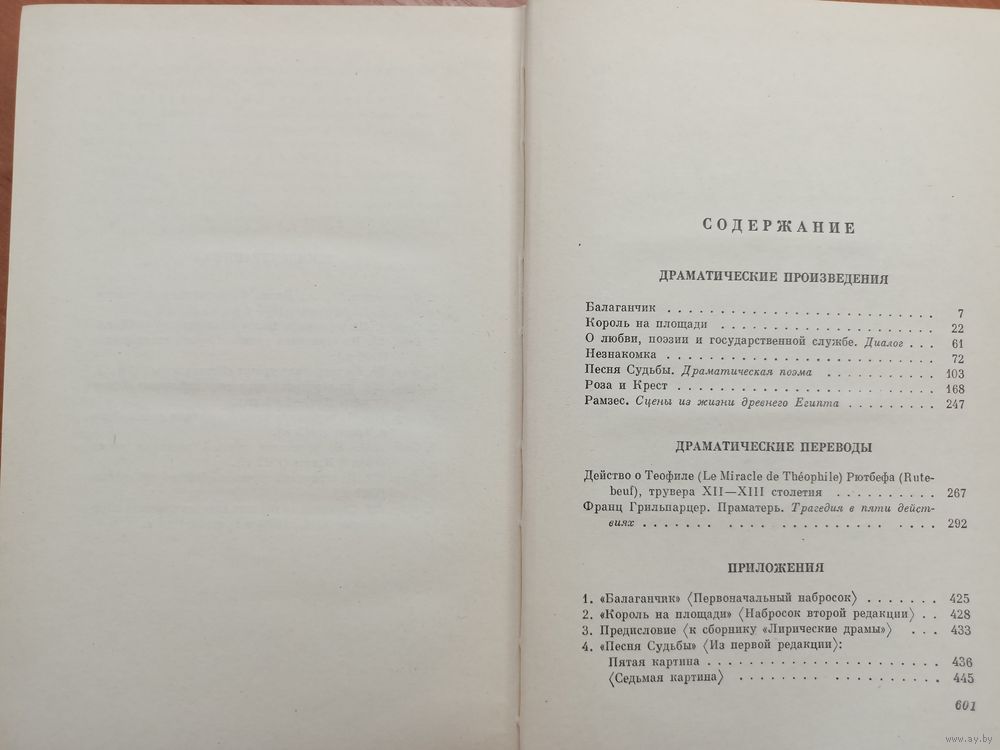 СОДЕРЖАНИЕ
ДРАМАТИЧЕСКИЕ ПРОИЗВЕДЕНИЯ
Балаганчик . . . . . . . . . . . . . . . . . . . . . . . . . 7
Король на площади . . . . . . . . . . . . . . . . . . . . 22
О любви, поэзии и государственной службе. Диалог . . . 61
Незнакомка . . . . . . . . . . . . . . . . . . . . . . . . . 72
Песня Судьбы. Драматическая поэма . . . . . . . . . . 103
Роза и Крест . . . . . . . . . . . . . . . . . . . . . . . . 168
Рамзес. Сцены из жизни древнего Египта . . . . . . . . . 247
ДРАМАТИЧЕСКИЕ ПЕРЕВОДЫ
Действо о Теофиле (Le Miracle de Théophile) Рютбефа (Rute-
beuf), трувера XII—XIII столетия . . . . . . . . . . 267
Франц Грильпарцер. Праматерь. Трагедия в пяти дейст-
виях . . . . . . . . . . . . . . . . . . . . . . 292
ПРИЛОЖЕНИЯ
1. «Балаганчик» ⟨Первоначальный набросок⟩ . . . . . . . 425
2. «Король на площади» ⟨Набросок второй редакции⟩ . . 428
3. Предисловие ⟨к сборнику «Лирические драмы»⟩ . . . 433
4. «Песня Судьбы» ⟨Из первой редакции⟩:
Пятая картина . . . . . . . . . . . . . . . . . . . . . . 436
⟨Седьмая картина⟩ . . . . . . . . . . . . . . . . . . . 445
601
www.ay.by